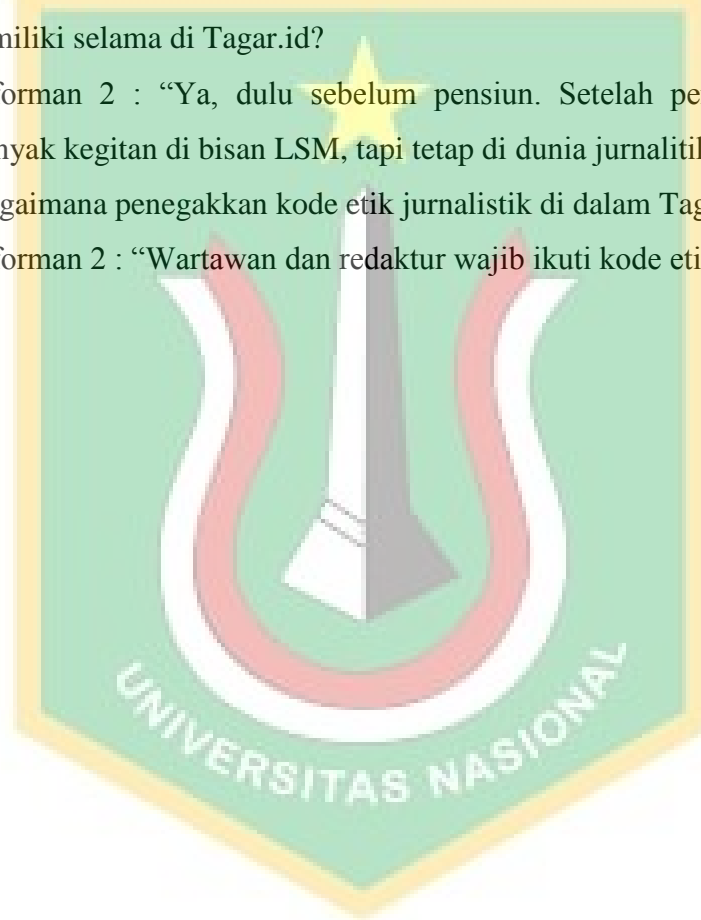 miliki selama di Tagar.id?
forman 2 : “Ya, dulu sebelum pensiun. Setelah pe
nyak kegitan di bisan LSM, tapi tetap di dunia jurnalitik
gaimana penegakkan kode etik jurnalistik di dalam Tag
forman 2 : “Wartawan dan redaktur wajib ikuti kode eti
UNIVERSITAS NASIONAL